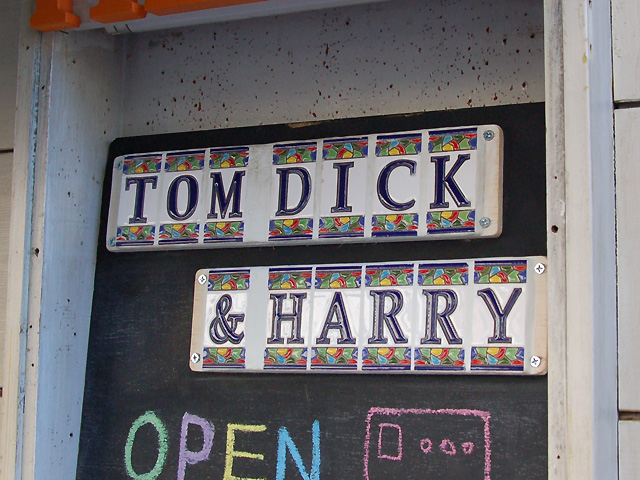 TOM DICK
& HARRY
OPEN